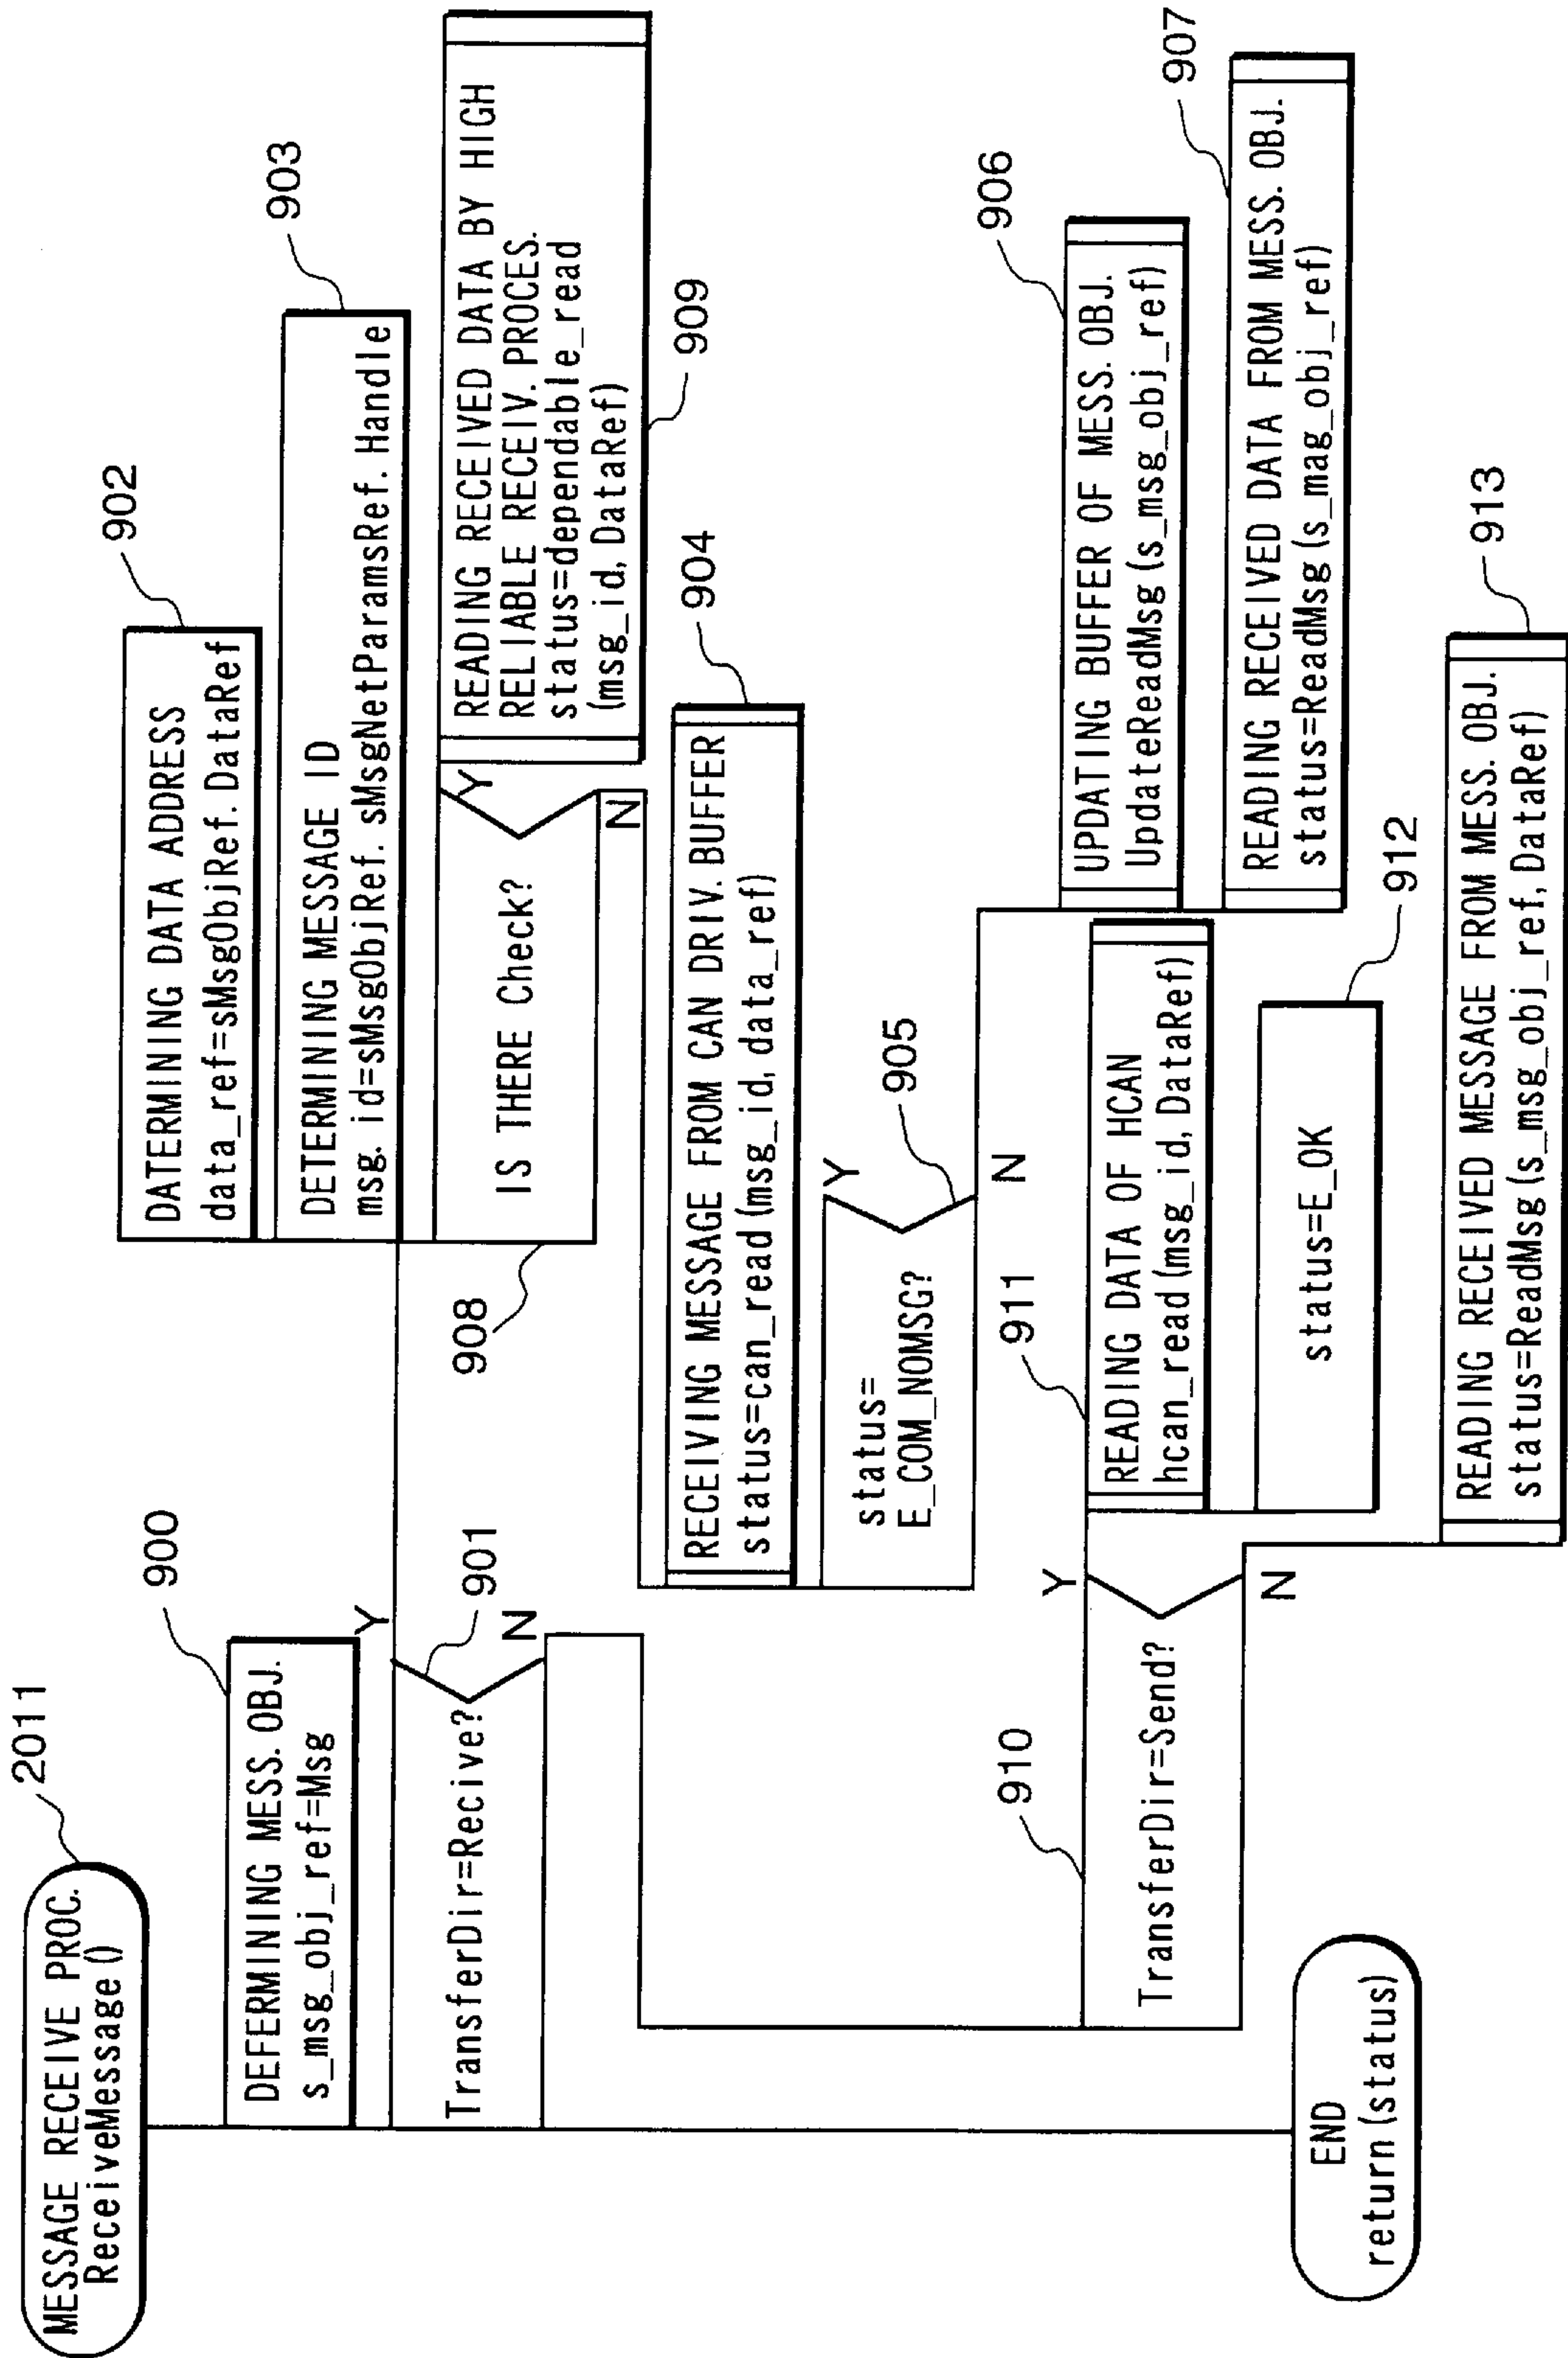 MESSAGE RECEIVE PROC.
ReceiveMessage()
2011
DEFERMINING MESS. OBJ.
s_msg_obj_ref=Msg
900
TransferDir=Recive?
Y
N
901
DATERMINING DATA ADDRESS
data_ref=sMsgObjRef.DataRef
902
DETERMINING MESSAGE ID
msg. id=sMsgObjRef. sMsgNetParamsRef. Handle
903
IS THERE Check?
Y
N
908
READING RECEIVED DATA BY HIGH
RELIABLE RECEIV. PROCES.
status=dependable_read
(msg_id, DataRef)
909
RECEIVING MESSAGE FROM CAN DRIV. BUFFER
status=can_read(msg_id, data_ref)
904
status=
E_COM_NOMSG?
Y
N
905
UPDATING BUFFER OF MESS. OBJ.
UpdateReadMsg(s_msg_obj_ref)
906
READING RECEIVED DATA FROM MESS. OBJ.
status=ReadMsg(s_mag_obj_ref)
907
TransferDir=Send?
Y
N
910
READING DATA OF HCAN
hcan_read(msg_id, DataRef)
911
status=E_OK
912
READING RECEIVED MESSAGE FROM MESS. OBJ.
status=ReadMsg(s_msg_obj_ref, DataRef)
913
END
return(status)